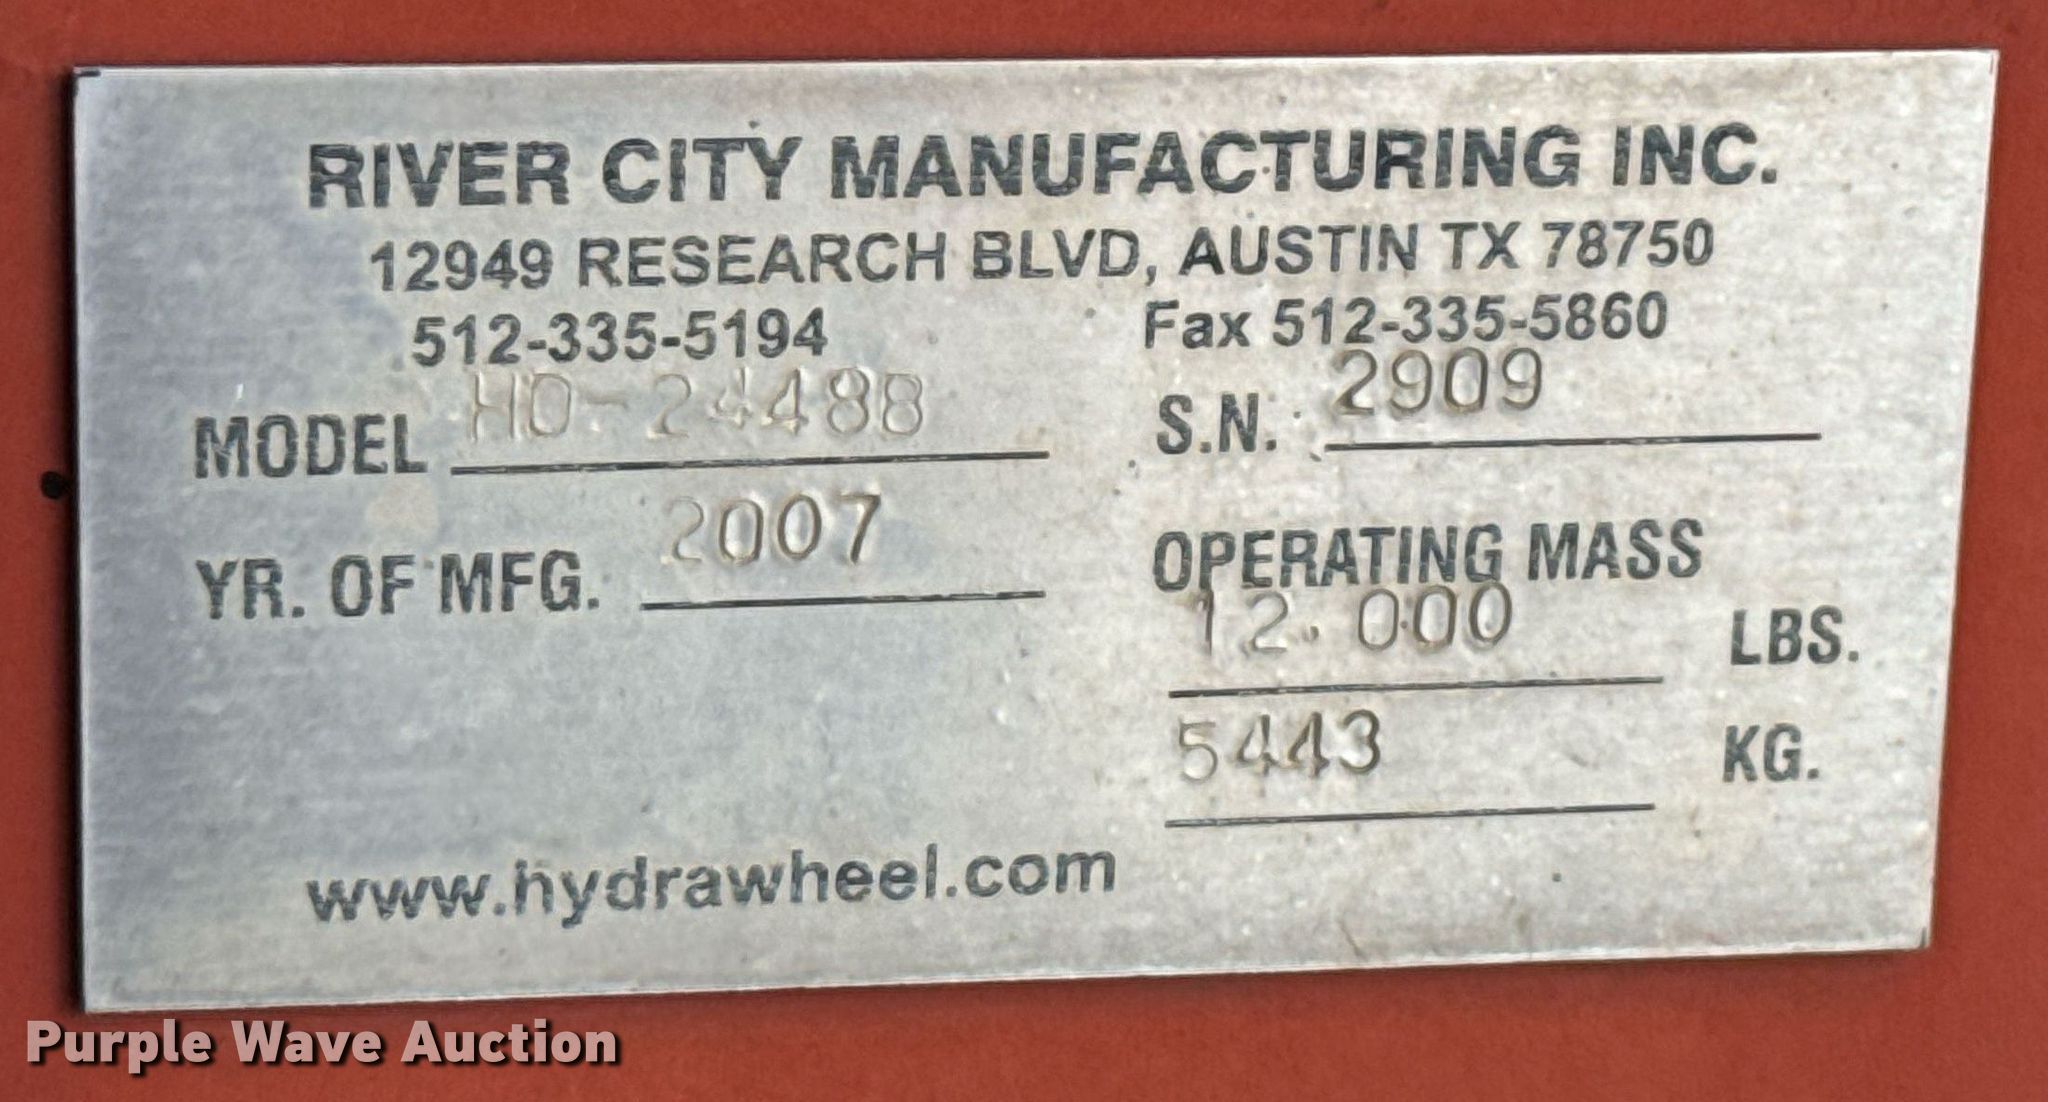 RIVER CITY MANUFACTURING INC.
12949 RESEARCH BLVD, AUSTIN TX 78750
512-335-5194 Fax 512-335-5860
MODEL HD-2448B S.N. 2909
YR. OF MFG. 2007 OPERATING MASS
12.000 LBS.
5443 KG.
www.hydrawheel.com
Purple Wave Auction